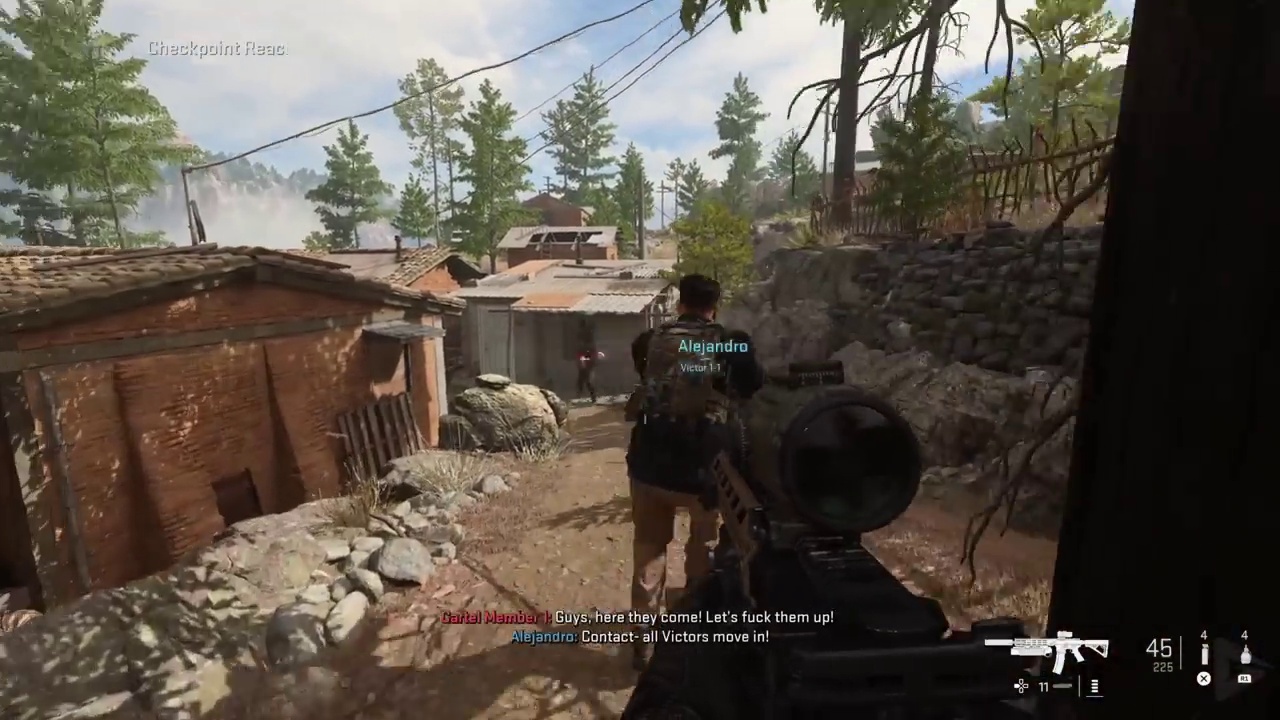 Checkpoint Reac
Alejandro
Victor 1-1
Cartel Member 1: Guys, here they come! Let's fuck them up!
Alejandro: Contact- all Victors move in!
45
225
4
4
R1
11